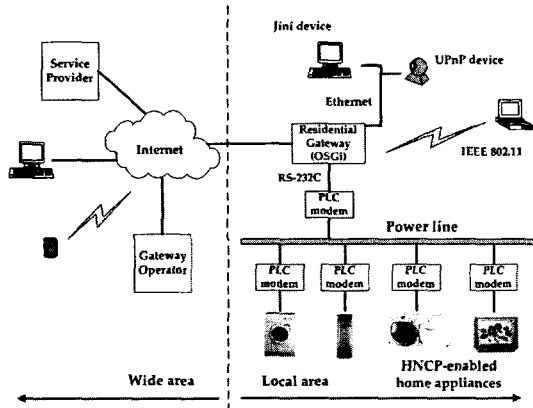 Jini device
Service
Provider
UPnP device
Ethernet
Internet
Residential
Gateway
(OSGi)
IEEE 802.11
RS-232C
PLC
modem
Power line
Gateway
Operator
PLC
modem
PLC
modem
PLC
modem
PLC
modem
HNCP-enabled
home appliances
Wide area
Local area